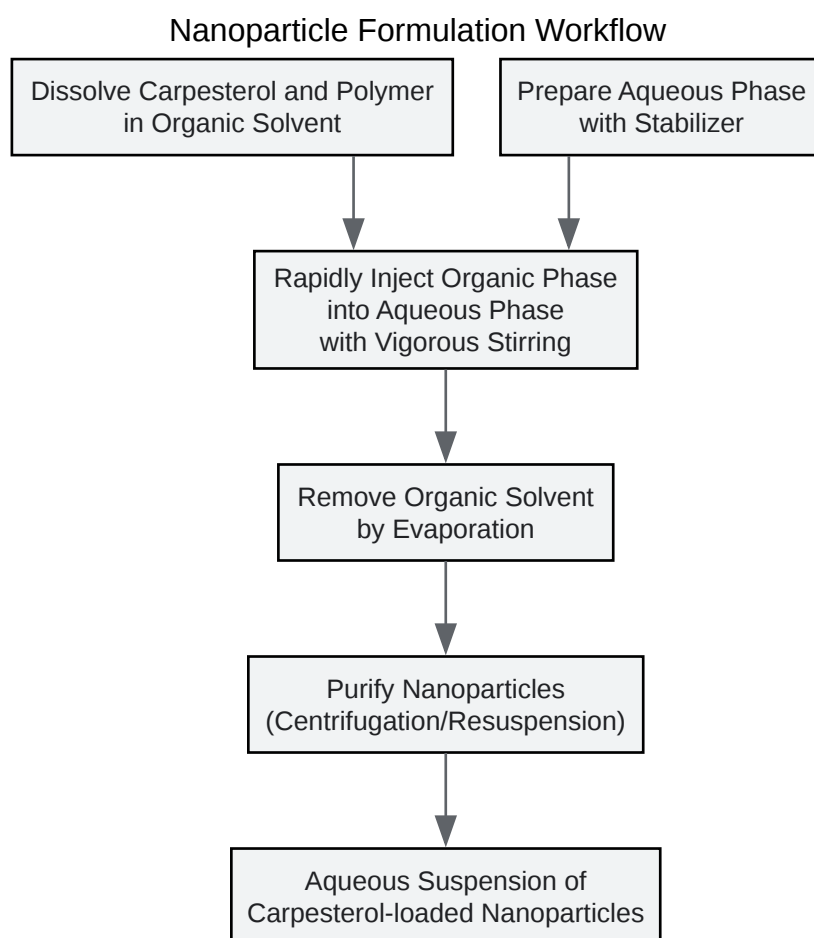 Nanoparticle Formulation Workflow
Dissolve Carpesterol and Polymer
in Organic Solvent
Prepare Aqueous Phase
with Stabilizer
Rapidly Inject Organic Phase
into Aqueous Phase
with Vigorous Stirring
Remove Organic Solvent
by Evaporation
Purify Nanoparticles
(Centrifugation/Resuspension)
Aqueous Suspension of
Carpesterol-loaded Nanoparticles